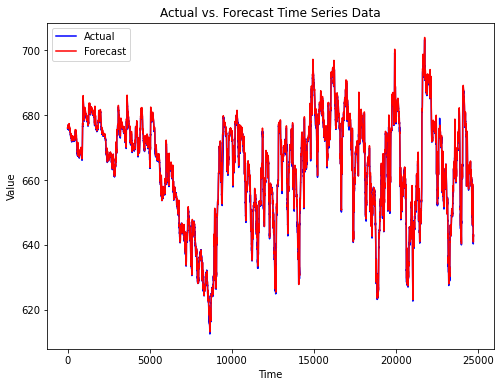 Actual vs. Forecast Time Series Data
Actual
Forecast
700
680
660
640
620
Value
0
5000
10000
15000
20000
25000
Time